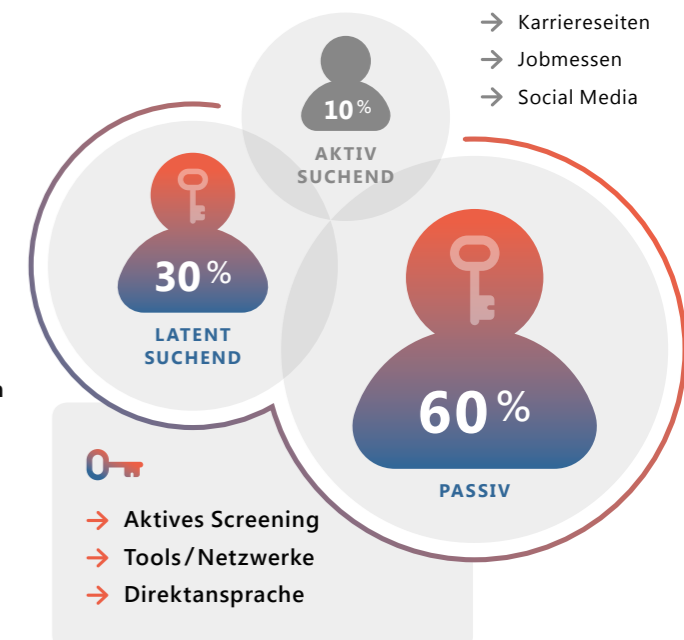 Karriereseiten
Jobmessen
Social Media
10 %
AKTIV
SUCHEND
30 %
LATENT
SUCHEND
60 %
PASSIV
Aktives Screening
Tools/Netzwerke
Direktansprache